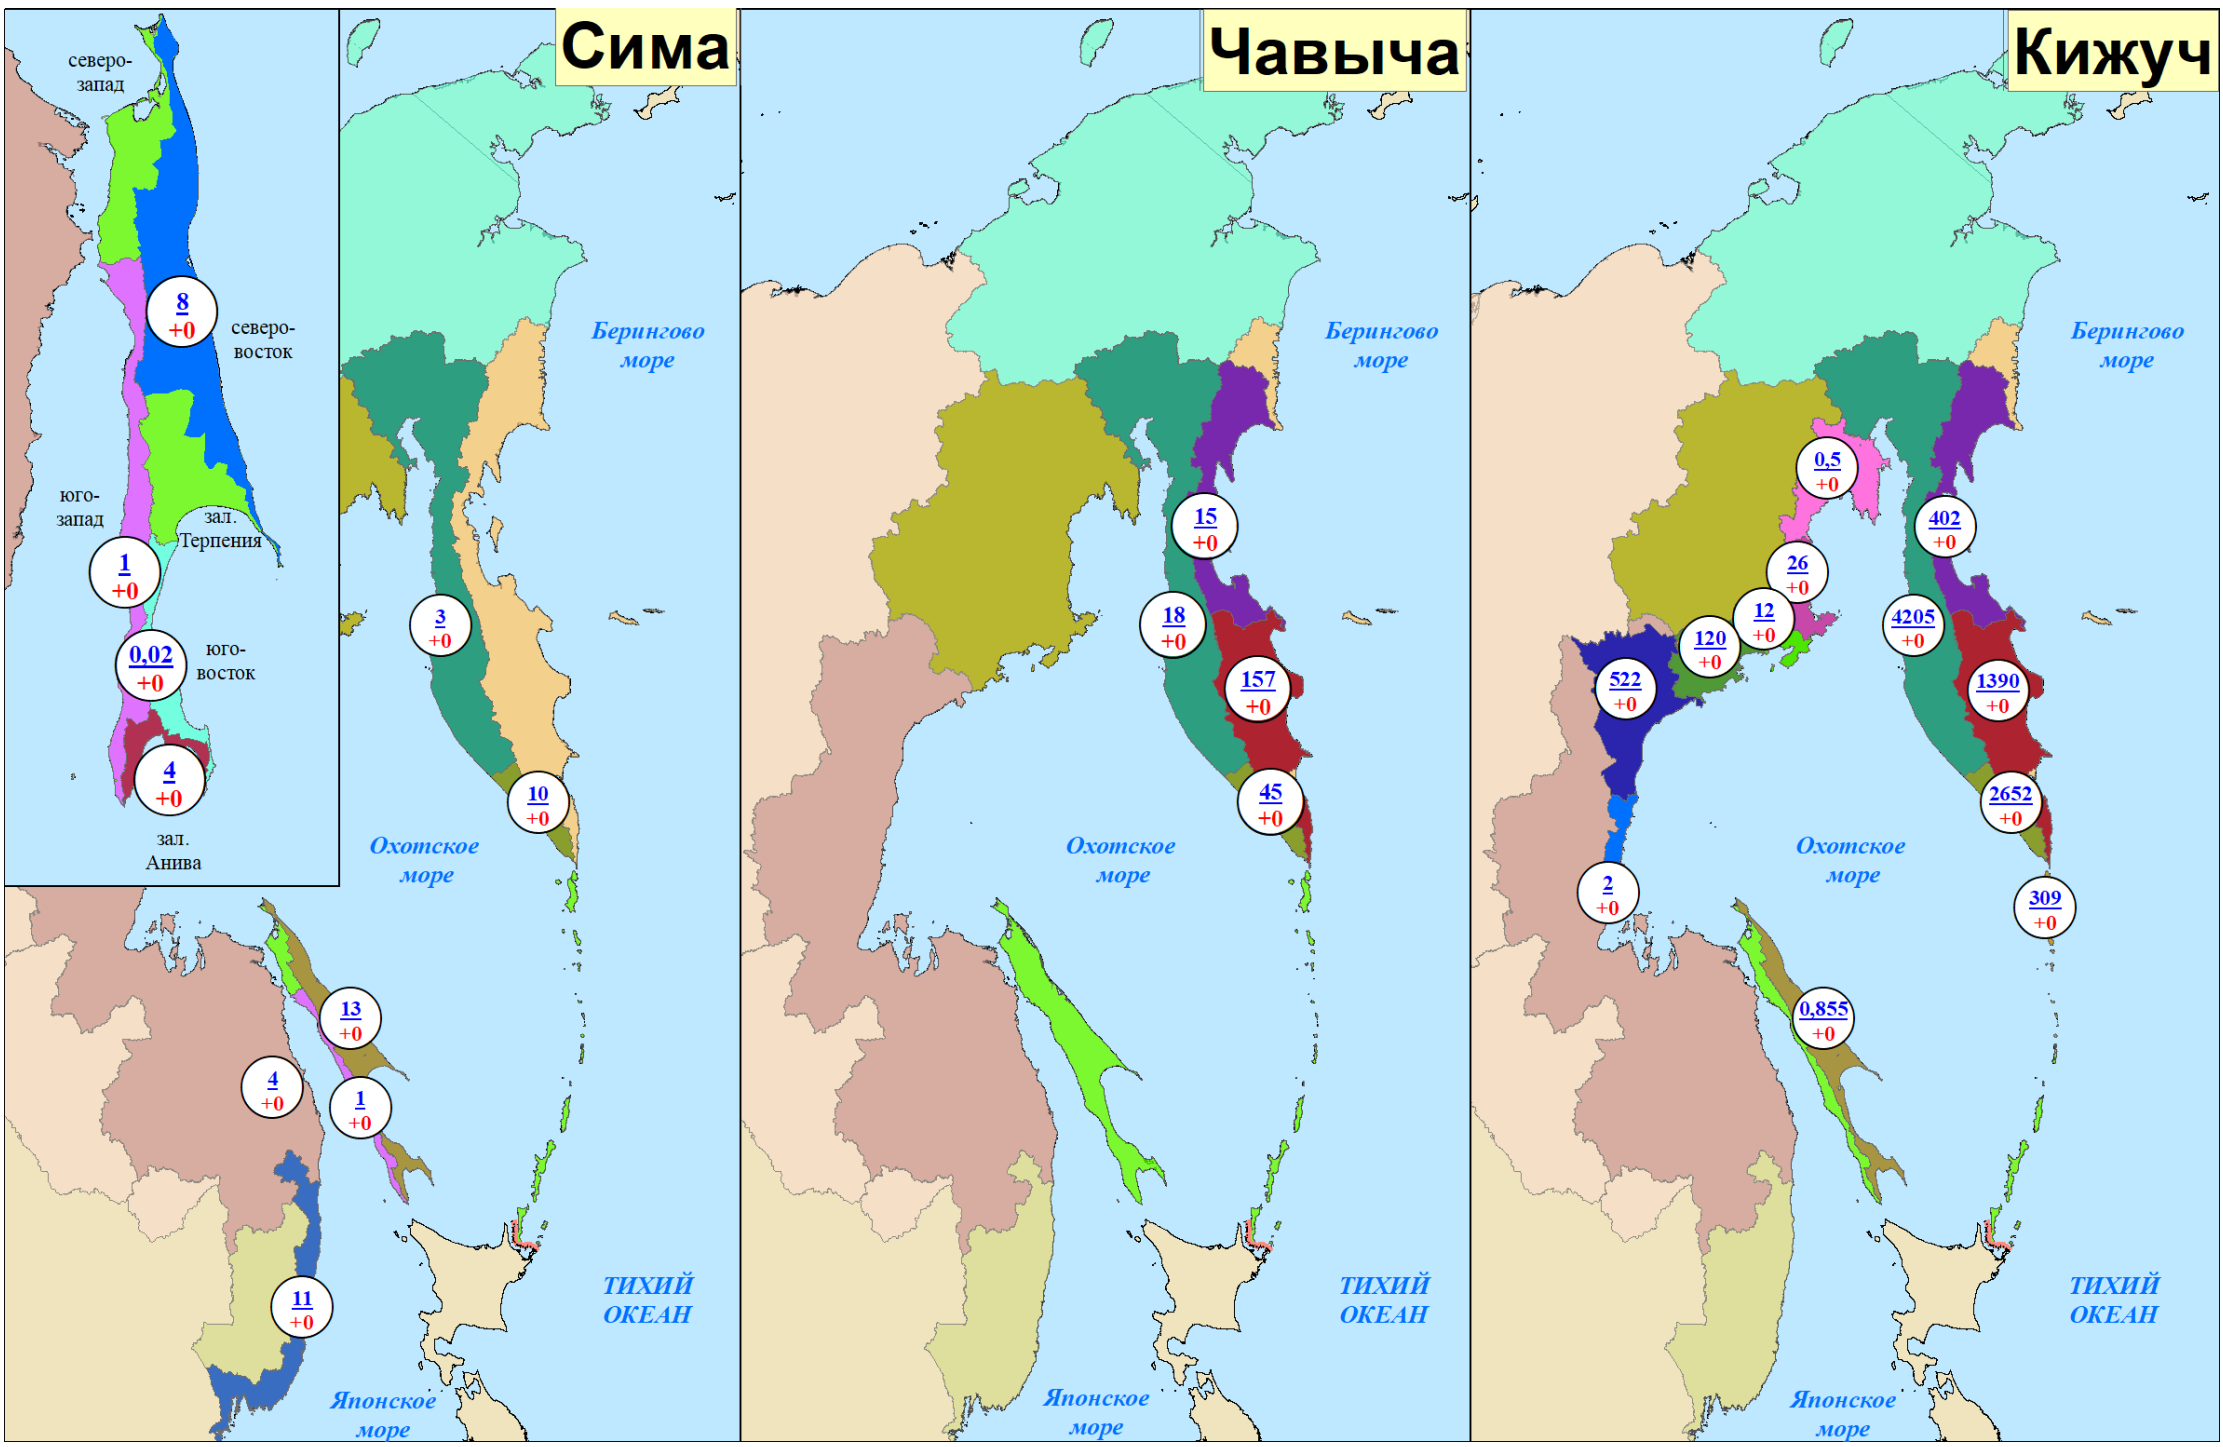 Сима
северо-
запад
8
+0
северо-
восток
юго-
запад
зал.
Терпения
1
+0
0,02
+0
юго-
восток
4
+0
зал.
Анива
Берингово
море
3
+0
10
+0
Охотское
море
13
+0
4
+0
1
+0
11
+0
ТИХИЙ
ОКЕАН
Японское
море
Чавыча
Берингово
море
15
+0
18
+0
157
+0
45
+0
Охотское
море
ТИХИЙ
ОКЕАН
Японское
море
Кижуч
Берингово
море
0,5
+0
402
+0
26
+0
12
+0
120
+0
4205
+0
522
+0
1390
+0
2652
+0
Охотское
море
2
+0
309
+0
0,855
+0
ТИХИЙ
ОКЕАН
Японское
море